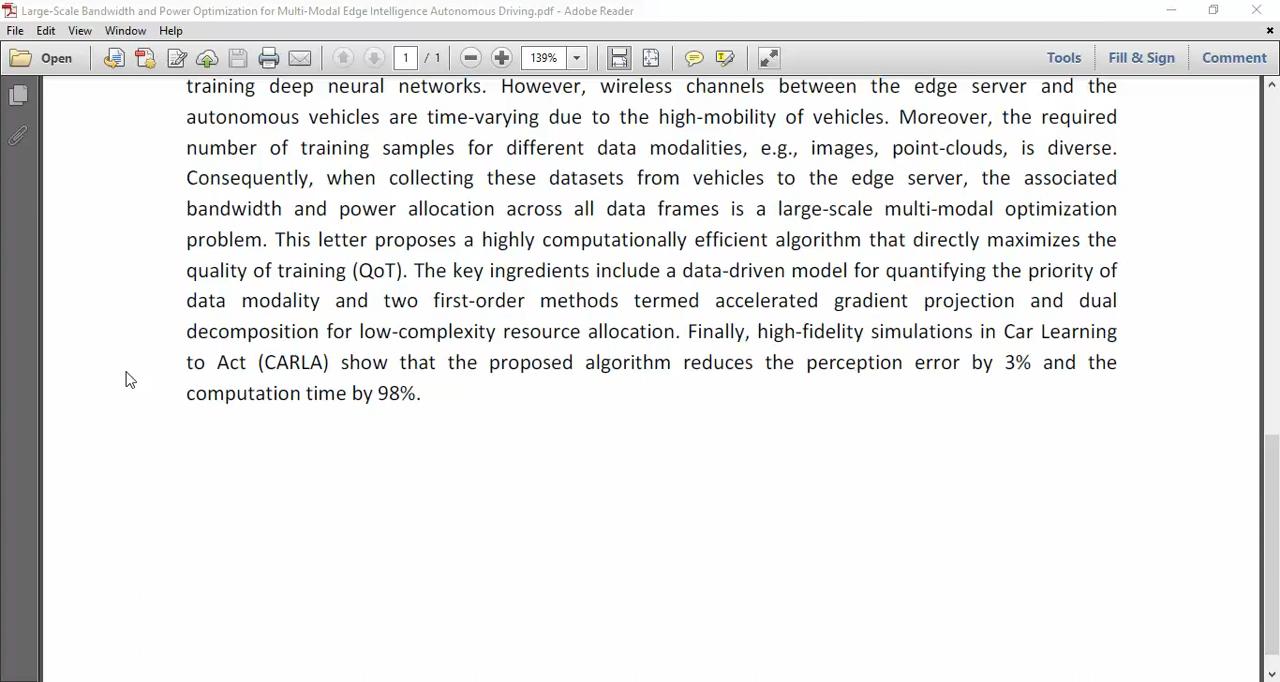 Large-Scale Bandwidth and Power Optimization for Multi-Modal Edge Intelligence Autonomous Driving.pdf - Adobe Reader
File Edit View Window Help
Open 1 / 1 139% Tools Fill & Sign Comment
training deep neural networks. However, wireless channels between the edge server and the
autonomous vehicles are time-varying due to the high-mobility of vehicles. Moreover, the required
number of training samples for different data modalities, e.g., images, point-clouds, is diverse.
Consequently, when collecting these datasets from vehicles to the edge server, the associated
bandwidth and power allocation across all data frames is a large-scale multi-modal optimization
problem. This letter proposes a highly computationally efficient algorithm that directly maximizes the
quality of training (QoT). The key ingredients include a data-driven model for quantifying the priority of
data modality and two first-order methods termed accelerated gradient projection and dual
decomposition for low-complexity resource allocation. Finally, high-fidelity simulations in Car Learning
to Act (CARLA) show that the proposed algorithm reduces the perception error by 3% and the
computation time by 98%.